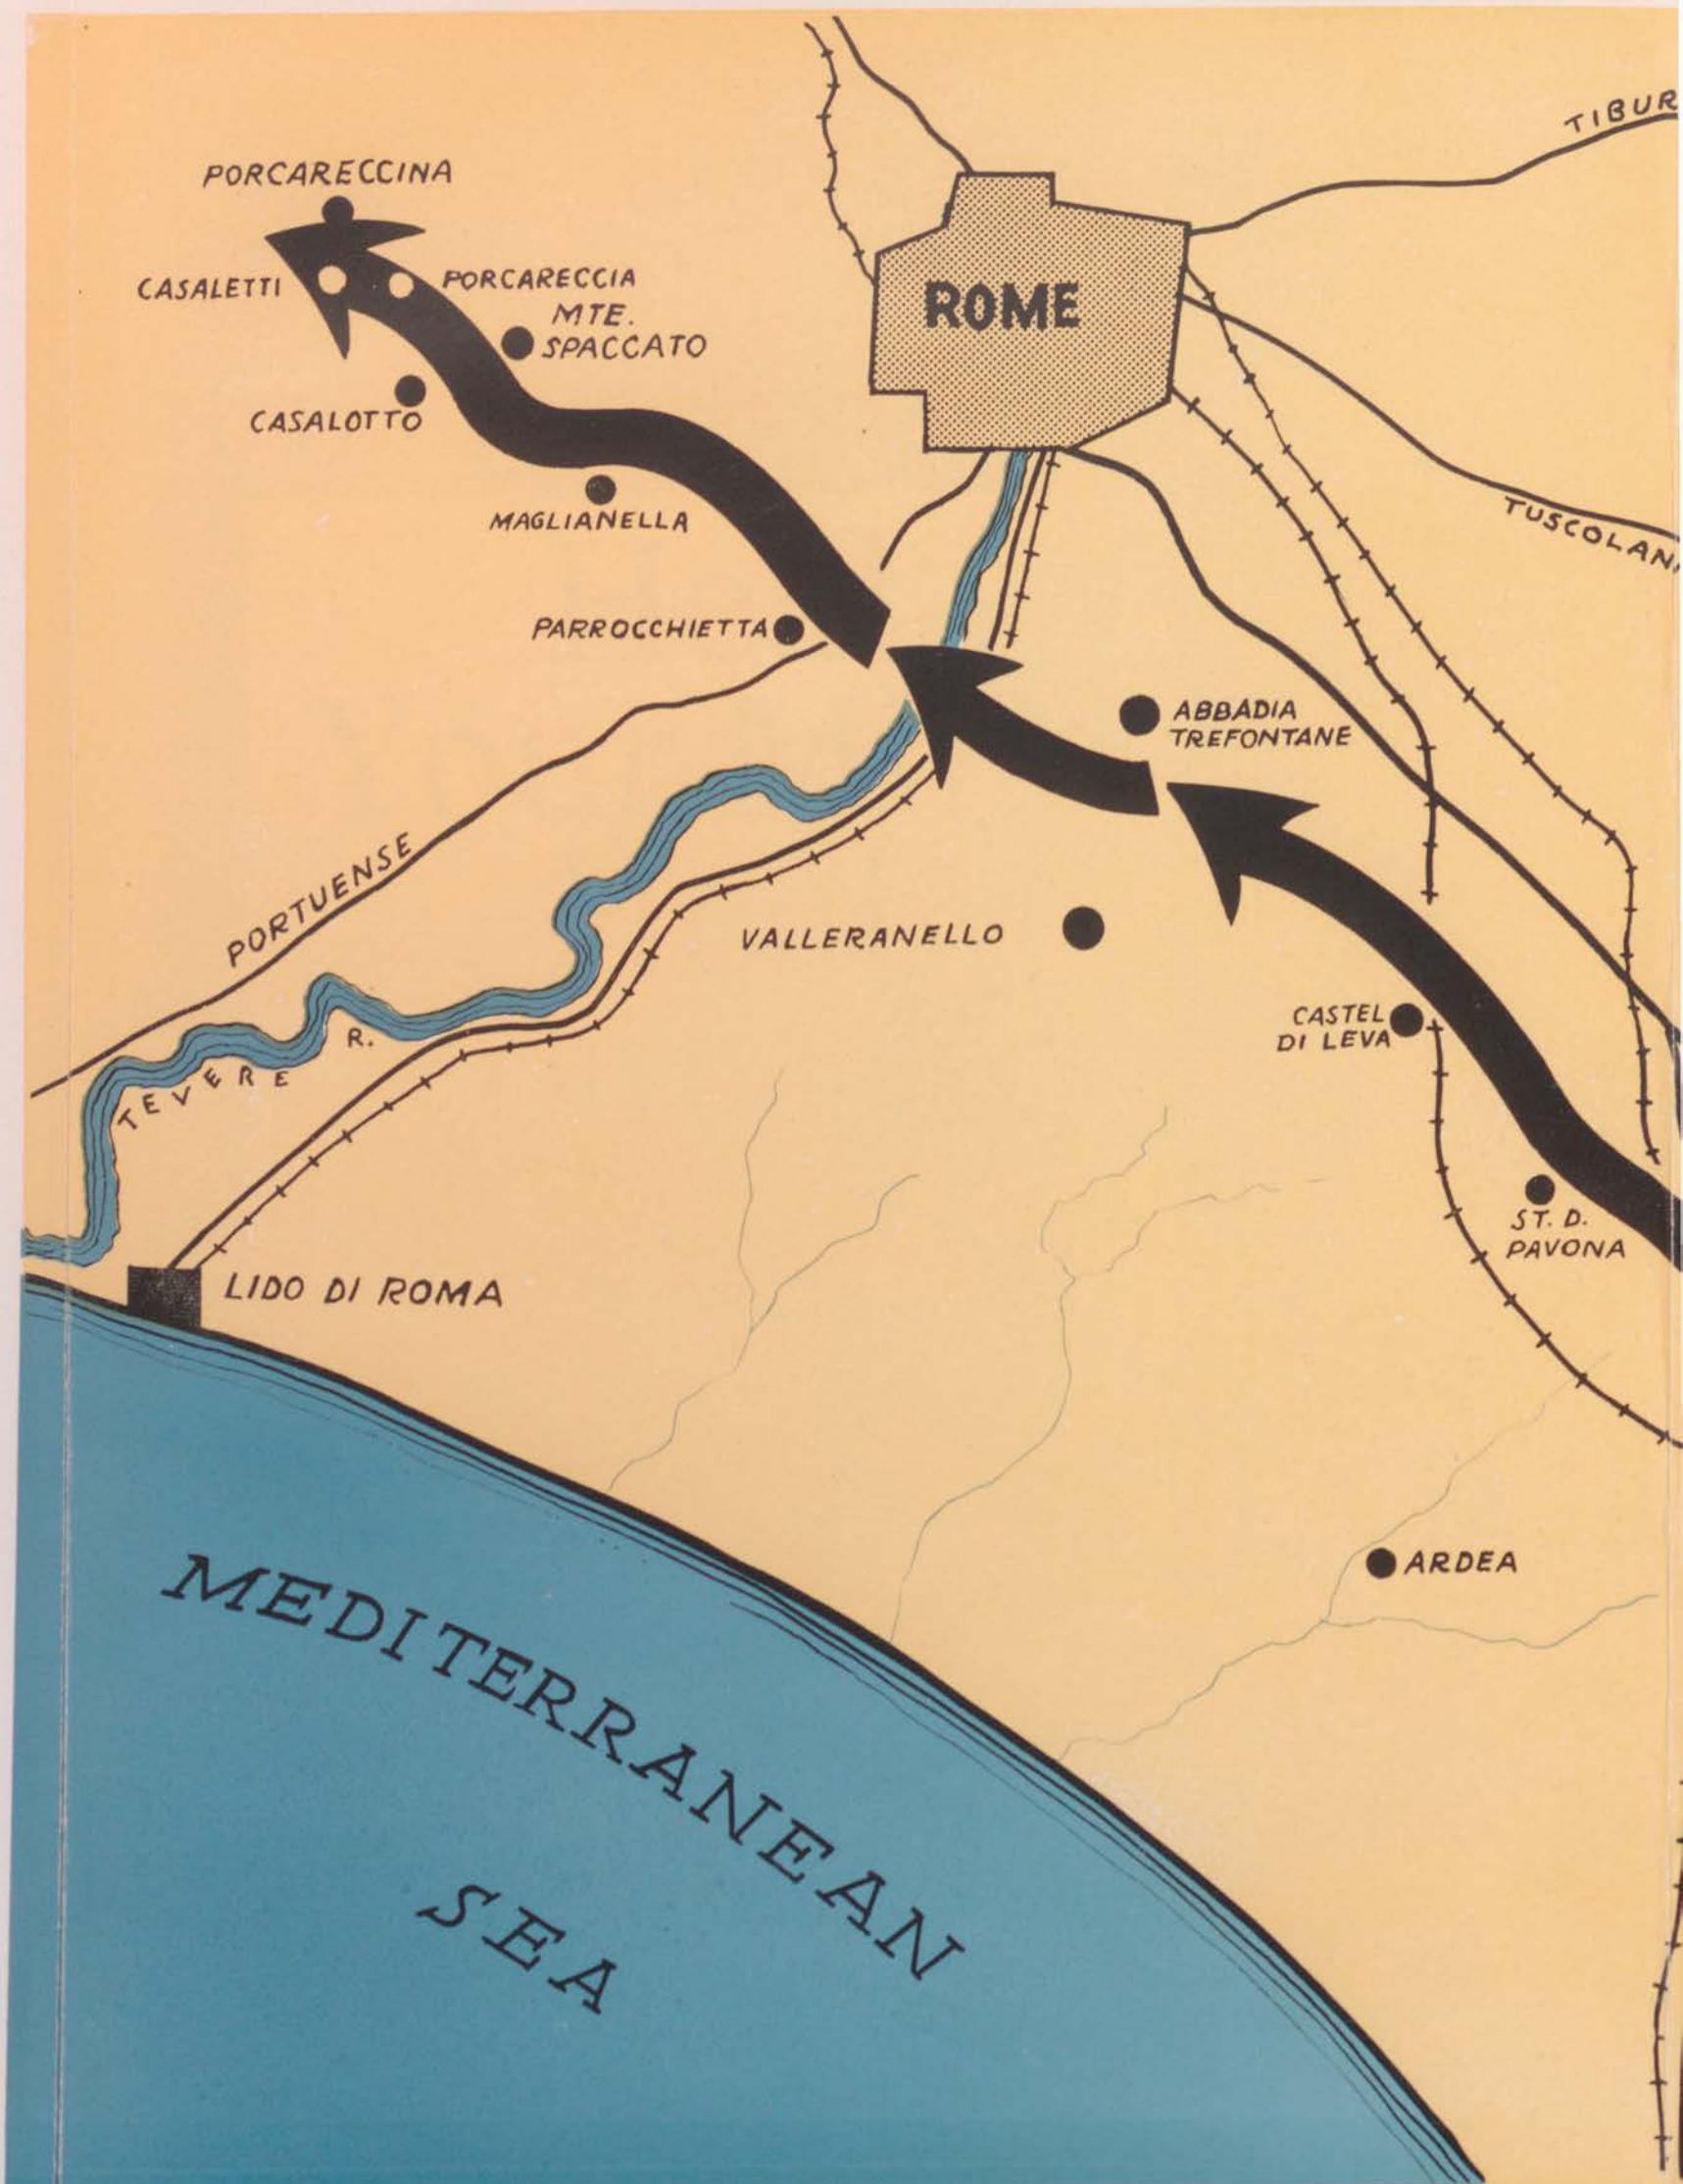 TIBUR
PORCARECCINA
CASALETTI
PORCARECCIA
MTE.
SPACCATO
ROME
CASALOTTO
MAGLIANELLA
TUSCOLAN
PARROCCHIETTA
ABBADIA
TREFONTANE
PORTUENSE
VALLERANELLO
CASTEL
DI LEVA
TEVERE R.
ST. D.
PAVONA
LIDO DI ROMA
ARDEA
MEDITERRANEAN
SEA